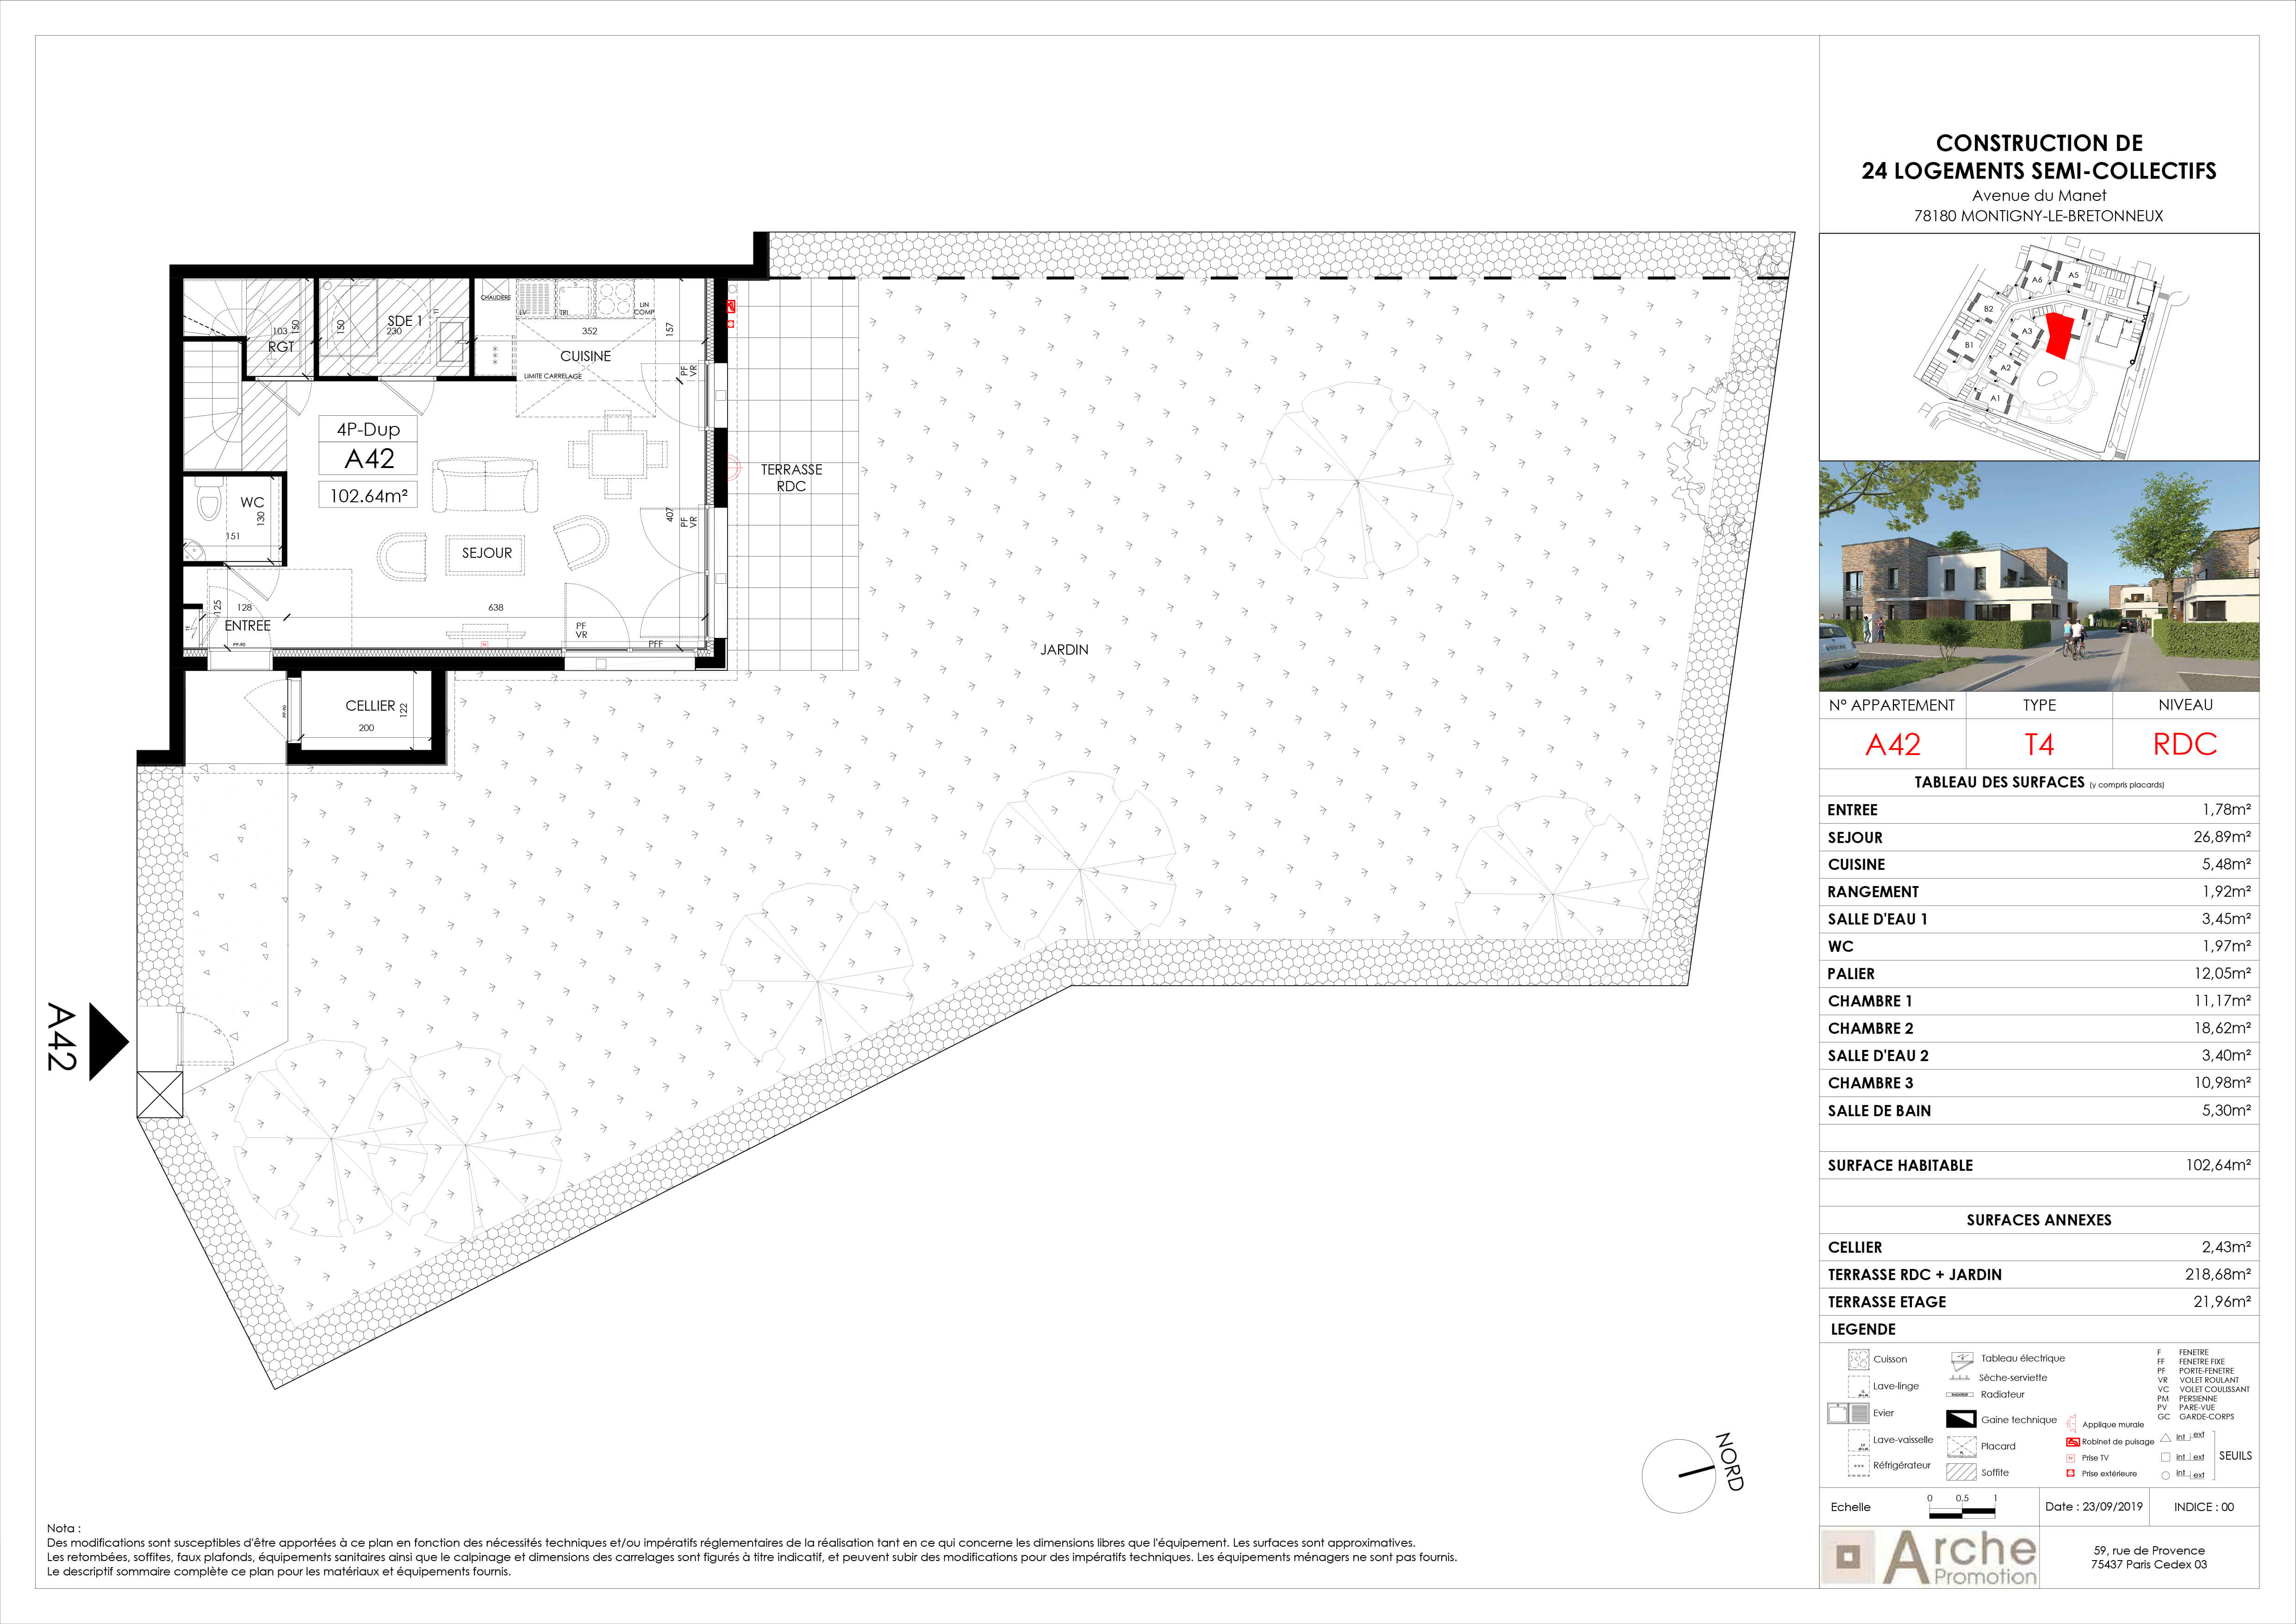 CONSTRUCTION DE
24 LOGEMENTS SEMI-COLLECTIFS
Avenue du Manet
78180 MONTIGNY-LE-BRETONNEUX
A6
A5
B2
A3
B1
A2
A1
CHAUDIERE
LV
TRI
LIN
COMP
103
150
RGT
150
SDE 1
230
TT
352
157
CUISINE
LIMITE CARRELAGE
PF
VR
4P-Dup
A42
102.64m²
TERRASSE
RDC
WC
130
151
407
PF
VR
SEJOUR
125
128
638
ENTREE
PP-90
TV
PF
VR
PFF
JARDIN
CELLIER
122
200
PP-90
A42
NORD
N° APPARTEMENT
TYPE
NIVEAU
A42
T4
RDC
TABLEAU DES SURFACES (y compris placards)
ENTREE 1,78m²
SEJOUR 26,89m²
CUISINE 5,48m²
RANGEMENT 1,92m²
SALLE D'EAU 1 3,45m²
WC 1,97m²
PALIER 12,05m²
CHAMBRE 1 11,17m²
CHAMBRE 2 18,62m²
SALLE D'EAU 2 3,40m²
CHAMBRE 3 10,98m²
SALLE DE BAIN 5,30m²
SURFACE HABITABLE 102,64m²
SURFACES ANNEXES
CELLIER 2,43m²
TERRASSE RDC + JARDIN 218,68m²
TERRASSE ETAGE 21,96m²
LEGENDE
Cuisson
Lave-linge
Evier
Lave-vaisselle
Réfrigérateur
Tableau électrique
Sèche-serviette
Radiateur
Gaine technique
Placard
Soffite
Applique murale
Robinet de puisage
Prise TV
Prise extérieure
F FENETRE
FF FENETRE FIXE
PF PORTE-FENETRE
VR VOLET ROULANT
VC VOLET COULISSANT
PM PERSIENNE
PV PARE-VUE
GC GARDE-CORPS
int ext
int ext
int ext
SEUILS
Echelle
0 0.5 1
Date : 23/09/2019
INDICE : 00
Arche
Promotion
59, rue de Provence
75437 Paris Cedex 03
Nota :
Des modifications sont susceptibles d'être apportées à ce plan en fonction des nécessités techniques et/ou impératifs réglementaires de la réalisation tant en ce qui concerne les dimensions libres que l'équipement. Les surfaces sont approximatives.
Les retombées, soffites, faux plafonds, équipements sanitaires ainsi que le calpinage et dimensions des carrelages sont figurés à titre indicatif, et peuvent subir des modifications pour des impératifs techniques. Les équipements ménagers ne sont pas fournis.
Le descriptif sommaire complète ce plan pour les matériaux et équipements fournis.